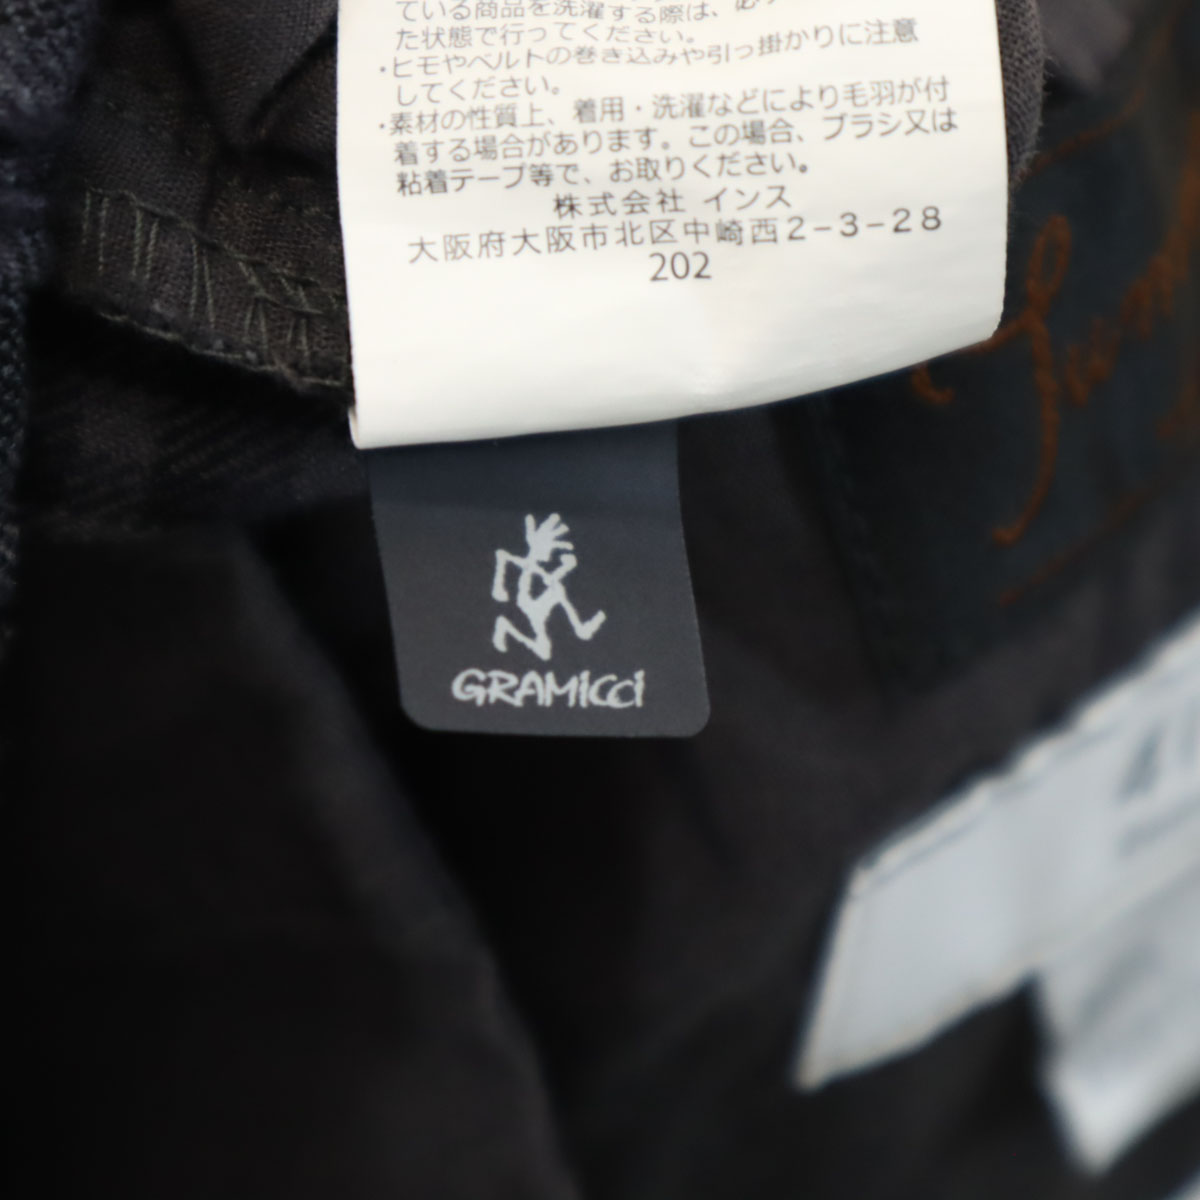 ている商品を洗濯する際は、必
た状態で行ってください。
・ヒモやベルトの巻き込みや引っ掛かりに注意
してください。
・素材の性質上、着用・洗濯などにより毛羽が付
着する場合があります。この場合、ブラシ又は
粘着テープ等で、お取りください。
株式会社 インス
大阪府大阪市北区中崎西2-3-28
202
GRAMiCCi